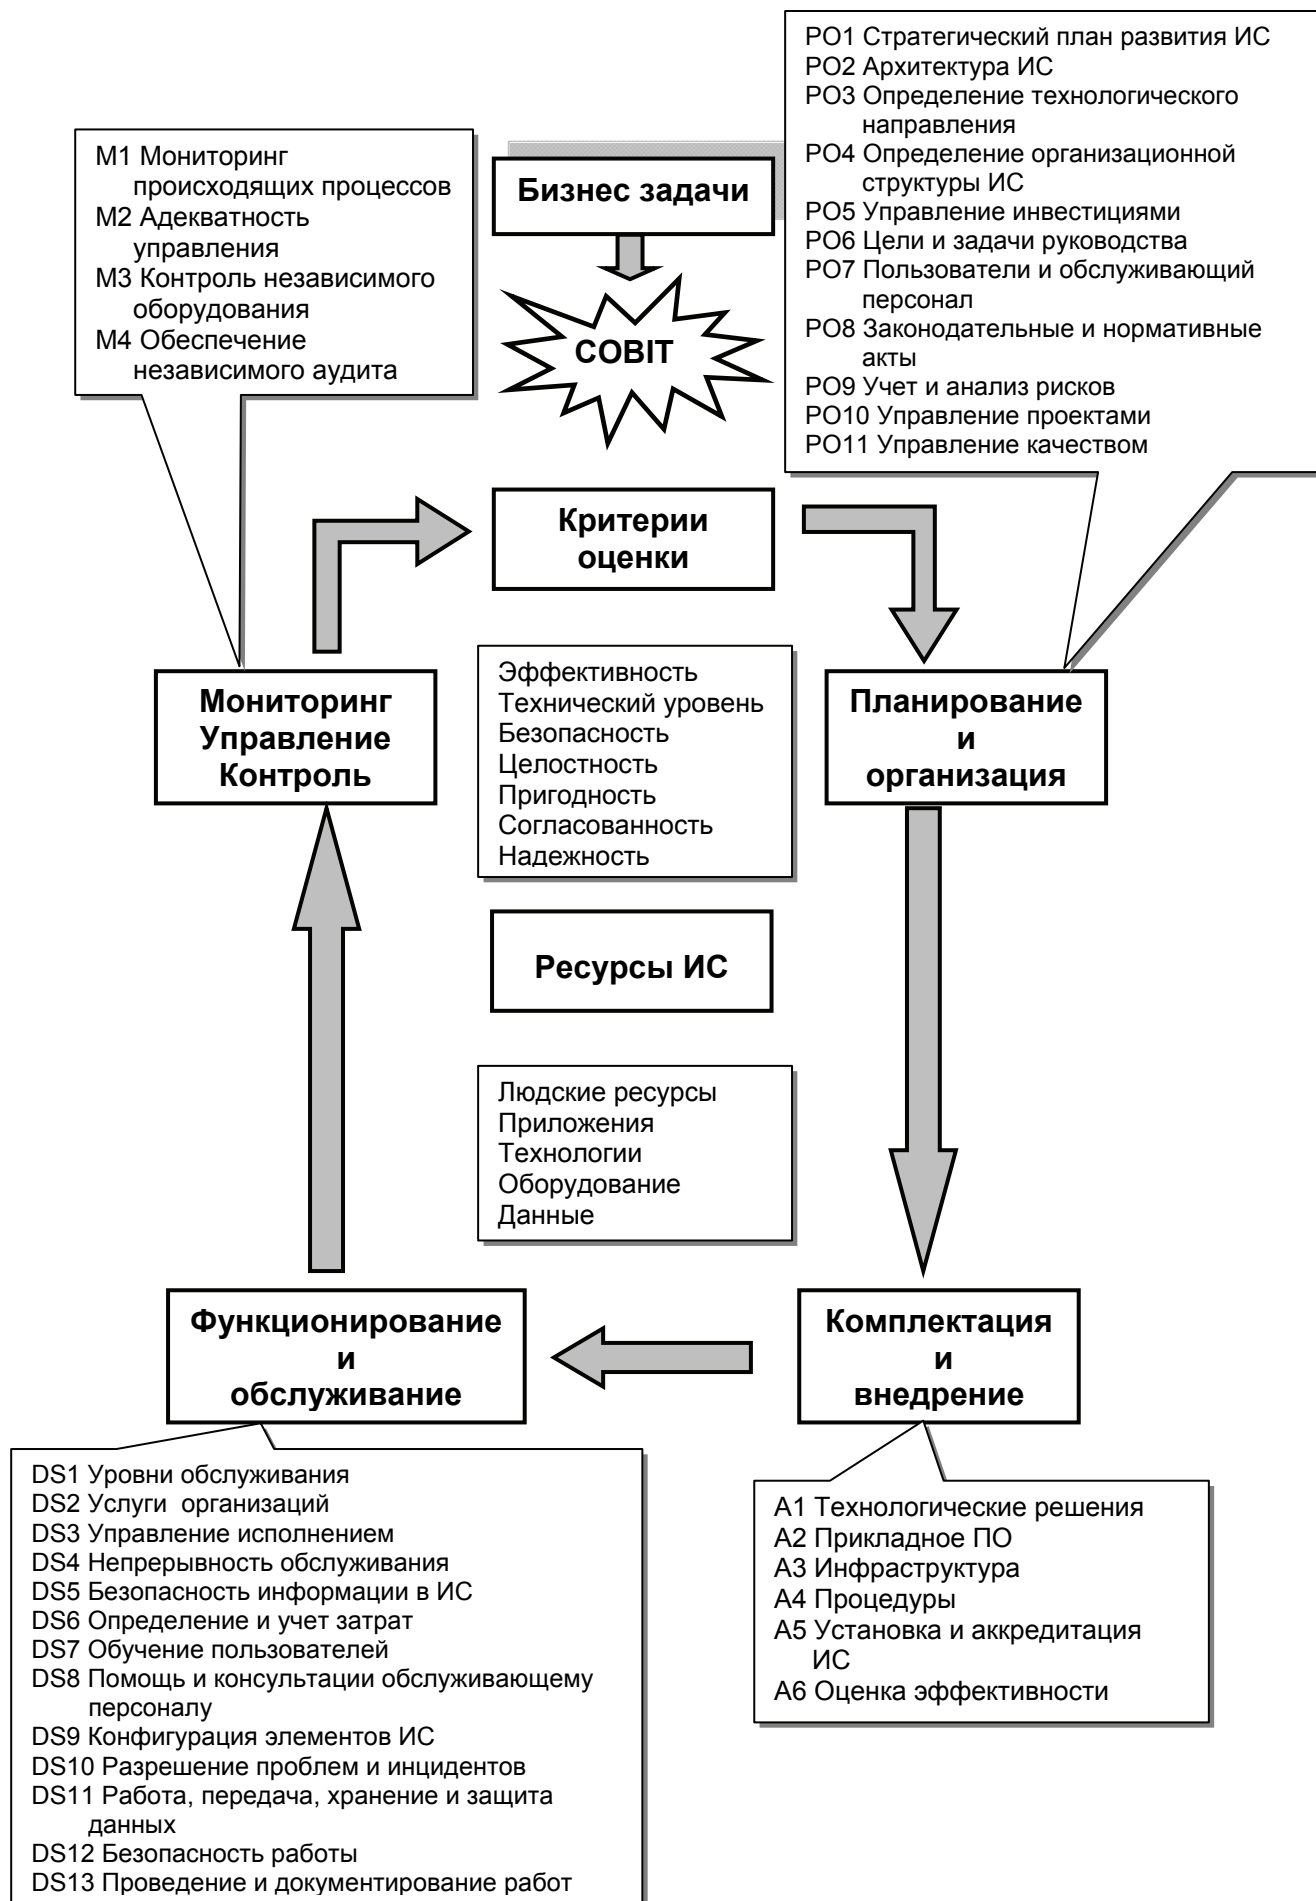 PO1 Стратегический план развития ИС
PO2 Архитектура ИС
PO3 Определение технологического
направления
PO4 Определение организационной
структуры ИС
PO5 Управление инвестициями
PO6 Цели и задачи руководства
PO7 Пользователи и обслуживающий
персонал
PO8 Законодательные и нормативные
акты
PO9 Учет и анализ рисков
PO10 Управление проектами
PO11 Управление качеством
M1 Мониторинг
происходящих процессов
M2 Адекватность
управления
M3 Контроль независимого
оборудования
M4 Обеспечение
независимого аудита
Бизнес задачи
COBIT
Критерии
оценки
Мониторинг
Управление
Контроль
Эффективность
Технический уровень
Безопасность
Целостность
Пригодность
Согласованность
Надежность
Планирование
и
организация
Ресурсы ИС
Людские ресурсы
Приложения
Технологии
Оборудование
Данные
Функционирование
и
обслуживание
Комплектация
и
внедрение
DS1 Уровни обслуживания
DS2 Услуги организаций
DS3 Управление исполнением
DS4 Непрерывность обслуживания
DS5 Безопасность информации в ИС
DS6 Определение и учет затрат
DS7 Обучение пользователей
DS8 Помощь и консультации обслуживающему
персоналу
DS9 Конфигурация элементов ИС
DS10 Разрешение проблем и инцидентов
DS11 Работа, передача, хранение и защита
данных
DS12 Безопасность работы
DS13 Проведение и документирование работ
A1 Технологические решения
A2 Прикладное ПО
A3 Инфраструктура
A4 Процедуры
A5 Установка и аккредитация
ИС
A6 Оценка эффективности